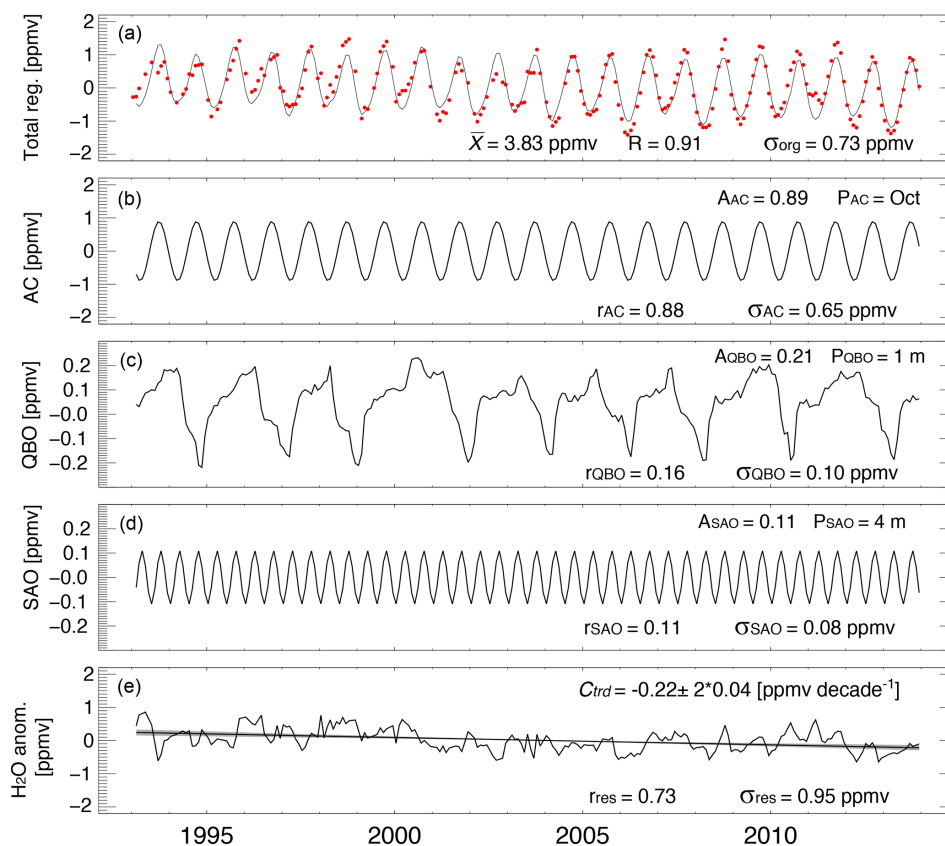 (a)
Total reg. [ppmv]
2
1
0
−1
−2
X̅ = 3.83 ppmv R = 0.91 σorg = 0.73 ppmv
(b)
AAC = 0.89 PAC = Oct
AC [ppmv]
2
1
0
−1
−2
rAC = 0.88 σAC = 0.65 ppmv
(c)
AQBO = 0.21 PQBO = 1 m
QBO [ppmv]
0.2
0.1
−0.0
−0.1
−0.2
rQBO = 0.16 σQBO = 0.10 ppmv
(d)
ASAO = 0.11 PSAO = 4 m
SAO [ppmv]
0.2
0.1
−0.0
−0.1
−0.2
rSAO = 0.11 σSAO = 0.08 ppmv
(e)
Ctrd = -0.22± 2*0.04 [ppmv decade⁻¹]
H₂O anom.
[ppmv]
2
1
0
−1
−2
rres = 0.73 σres = 0.95 ppmv
1995 2000 2005 2010